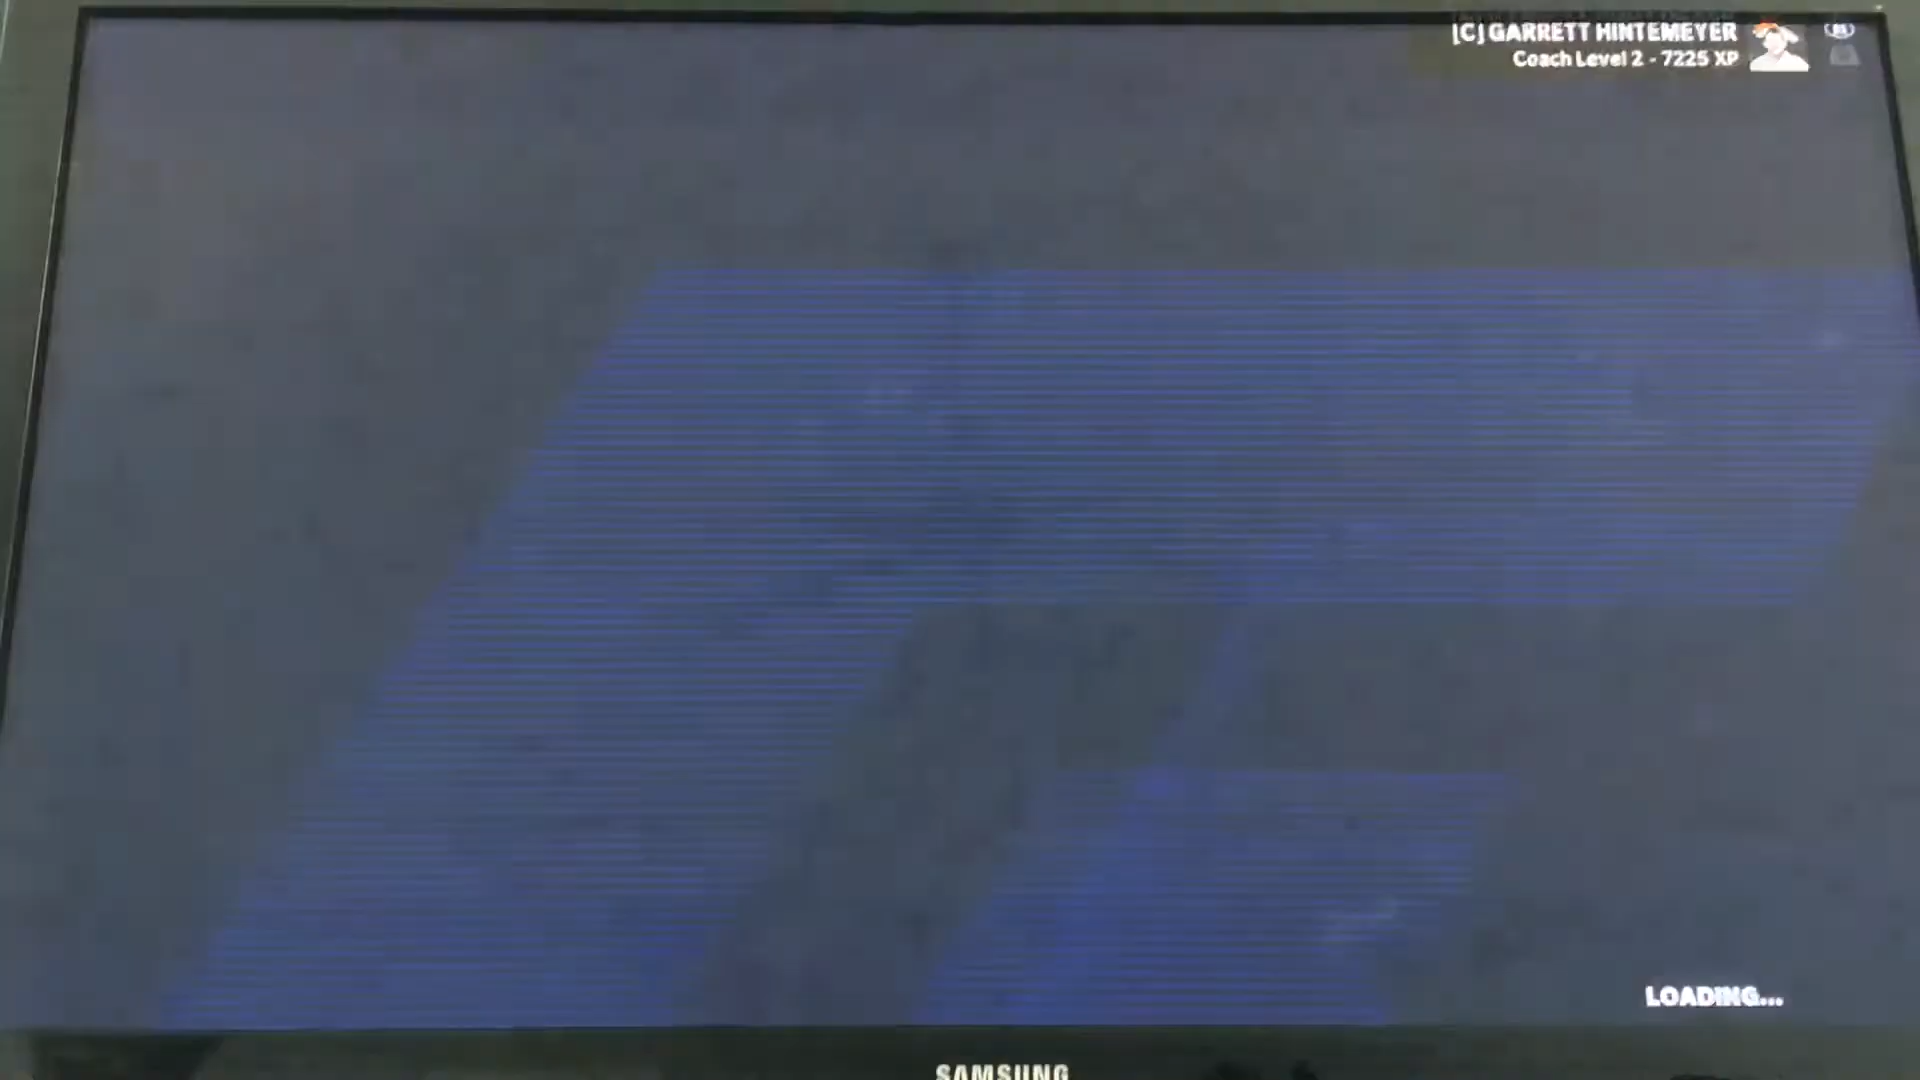 [C] GARRETT HINTEMEYER
Coach Level 2 - 7225 XP
LOADING...
SAMSUNG